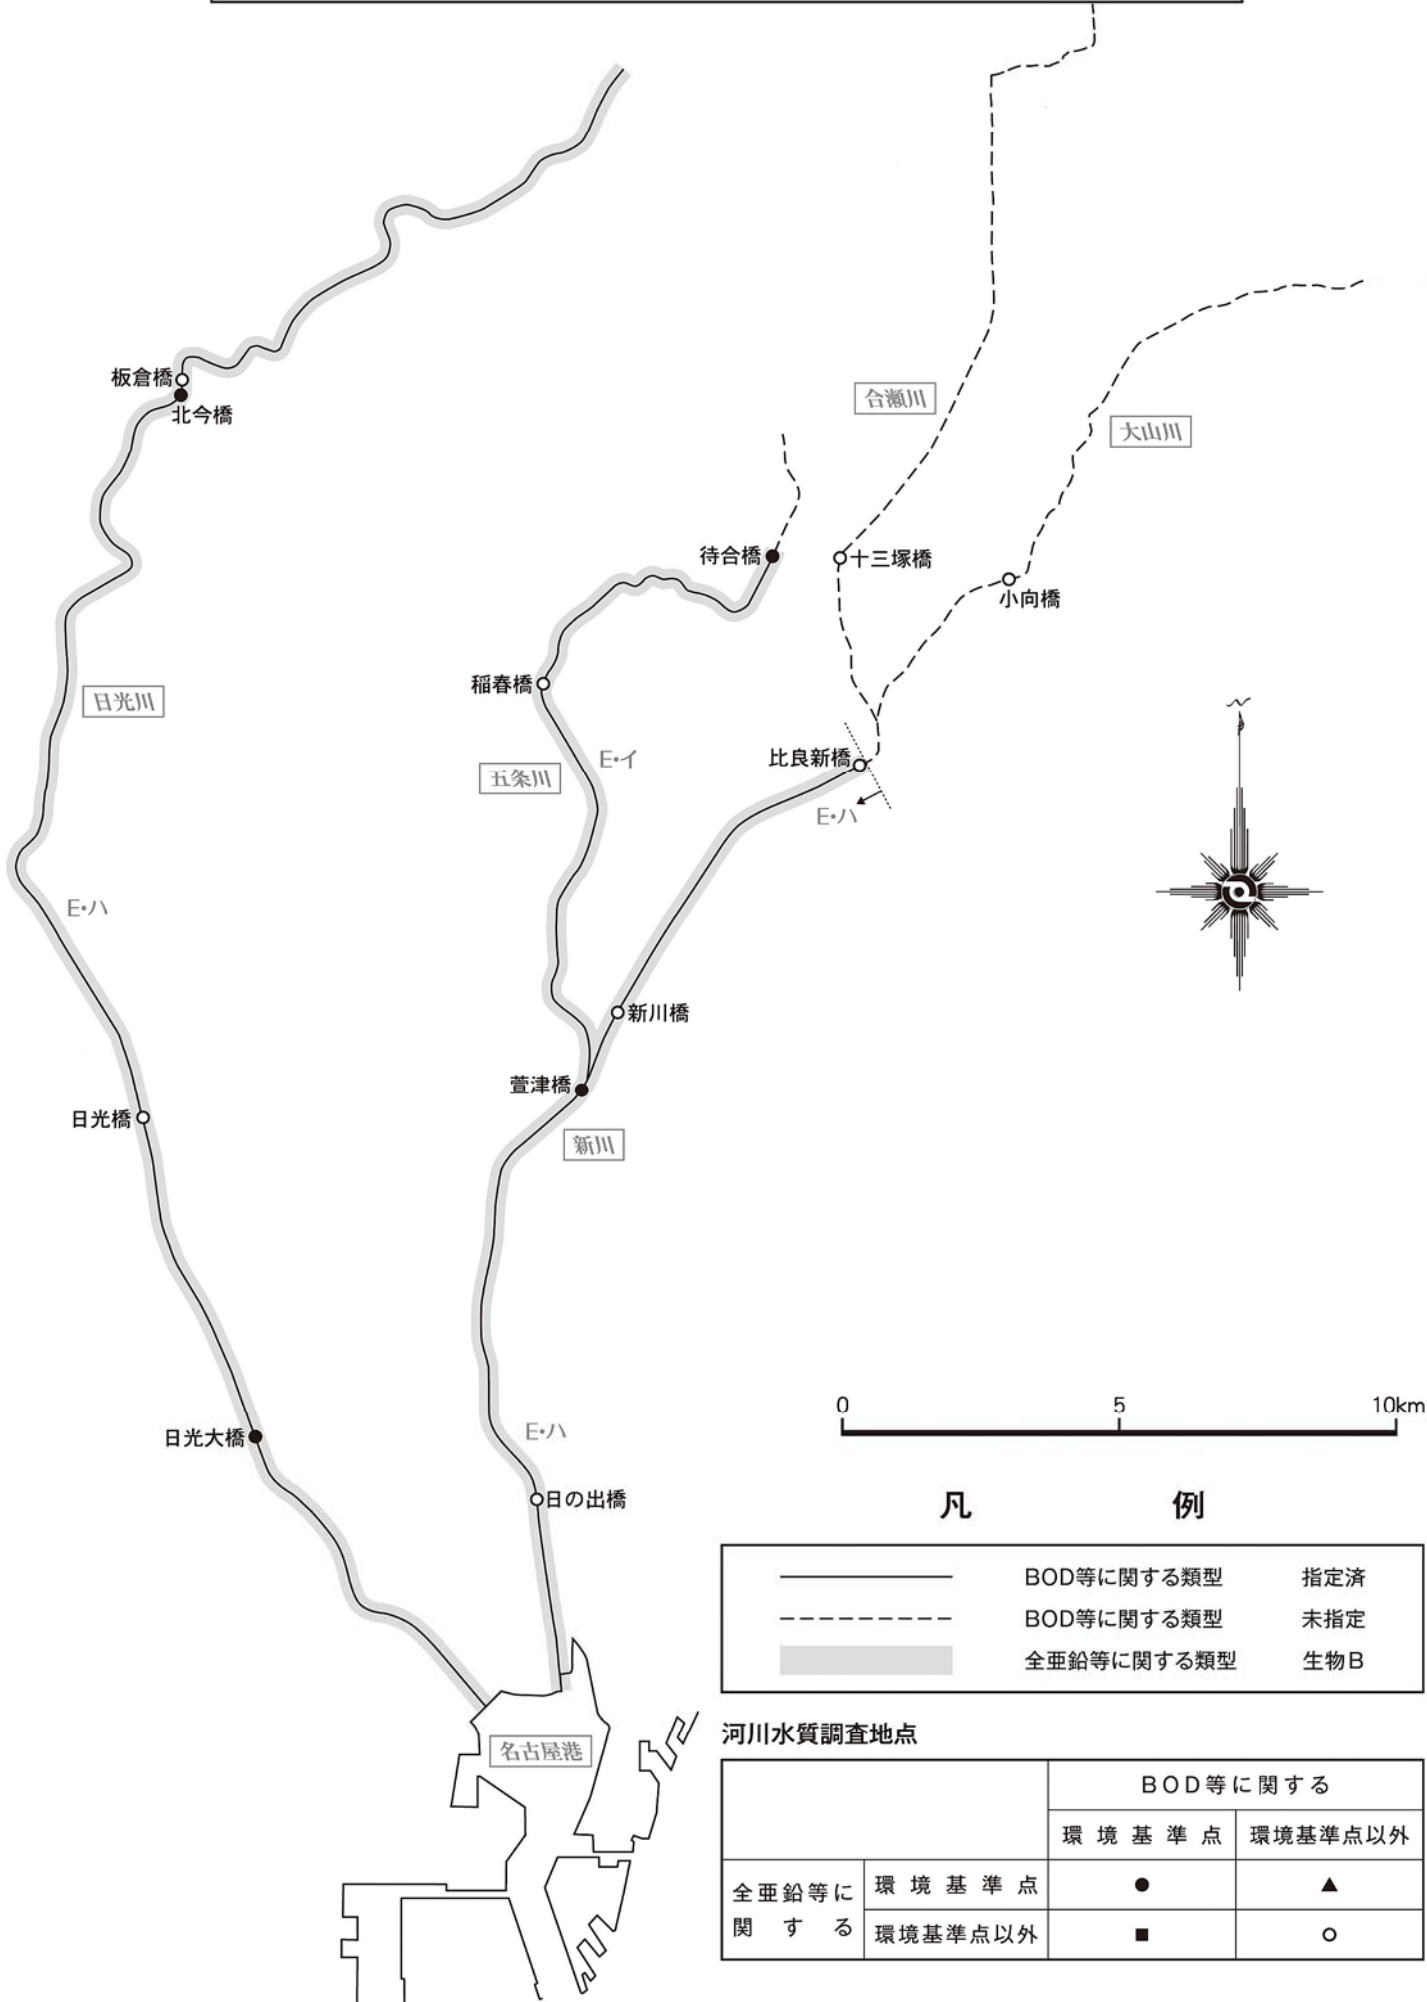 板倉橋
北今橋
合瀬川
大山川
待合橋
十三塚橋
小向橋
稲春橋
日光川
比良新橋
E・イ
五条川
E・ハ
E・ハ
新川橋
萱津橋
日光橋
新川
0 5 10km
E・ハ
日光大橋
日の出橋
凡例
BOD等に関する類型 指定済
BOD等に関する類型 未指定
全亜鉛等に関する類型 生物B
河川水質調査地点
名古屋港
BOD等に関する
環境基準点 環境基準点以外
全亜鉛等に
関する
環境基準点 ● ▲
環境基準点以外 ■ ○